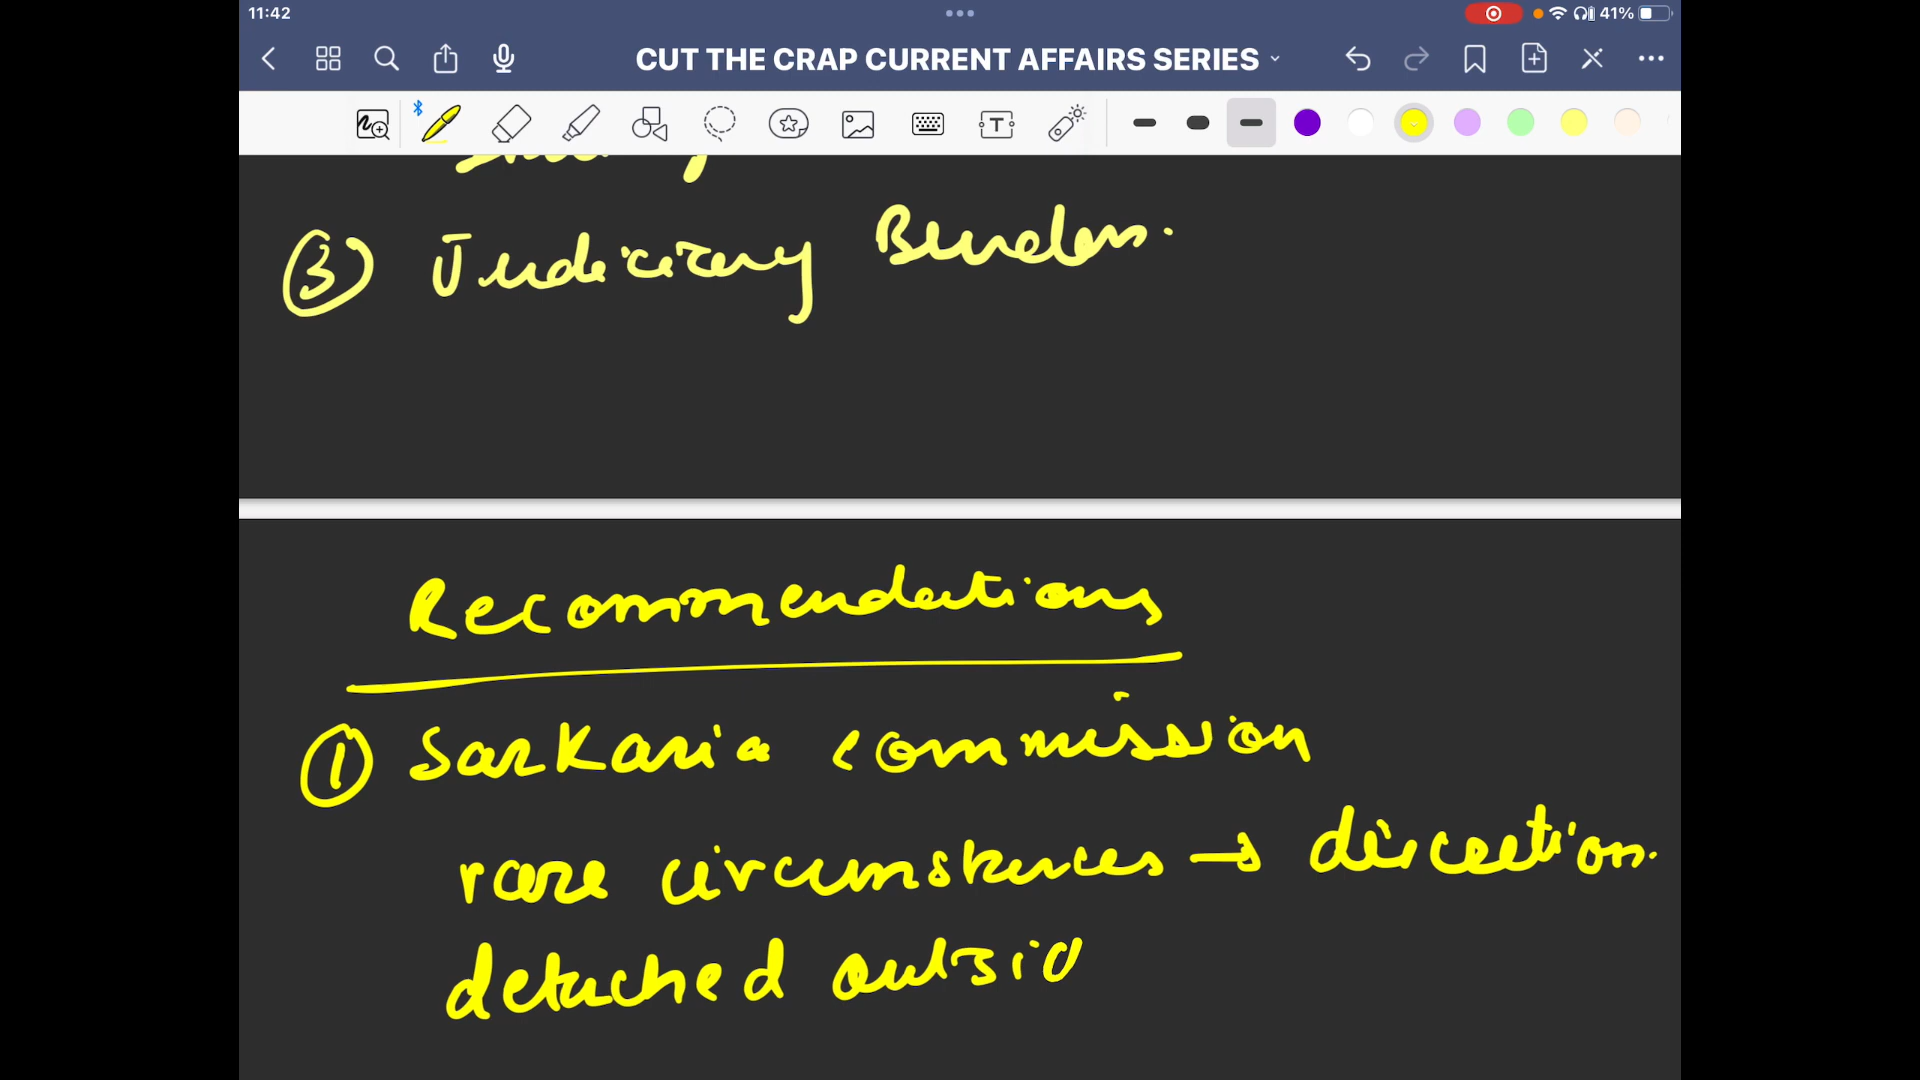 11:42
41%
CUT THE CRAP CURRENT AFFAIRS SERIES
T
3 Judiciary Burden.
Recommendations
1 Sarkaria commission
rare circumstances → discretion.
detached outsid